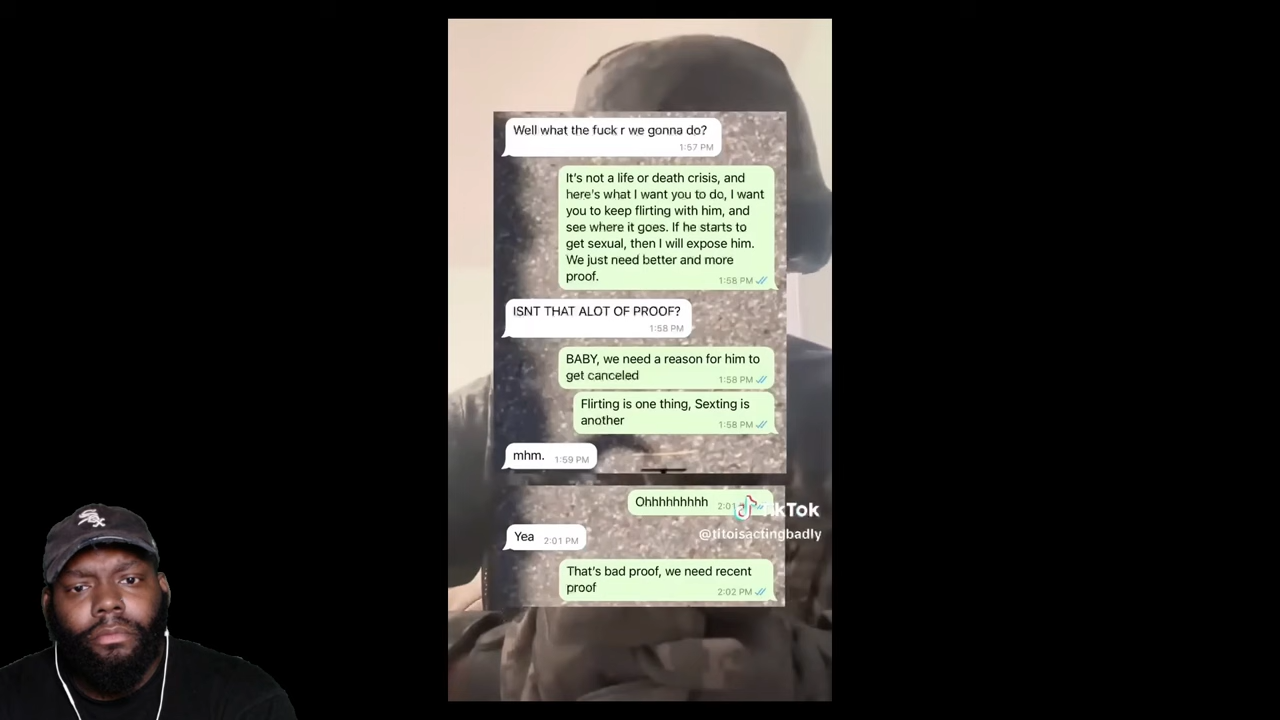 Well what the fuck r we gonna do?
1:57 PM
It's not a life or death crisis, and
here's what I want you to do, I want
you to keep flirting with him, and
see where it goes. If he starts to
get sexual, then I will expose him.
We just need better and more
proof.
1:58 PM
ISNT THAT ALOT OF PROOF?
1:58 PM
BABY, we need a reason for him to
get canceled
1:58 PM
Flirting is one thing, Sexting is
another
1:58 PM
mhm.
1:59 PM
Ohhhhhhhhh
2:01
TikTok
@titoisactingbadly
Yea
2:01 PM
That's bad proof, we need recent
proof
2:02 PM
Sox